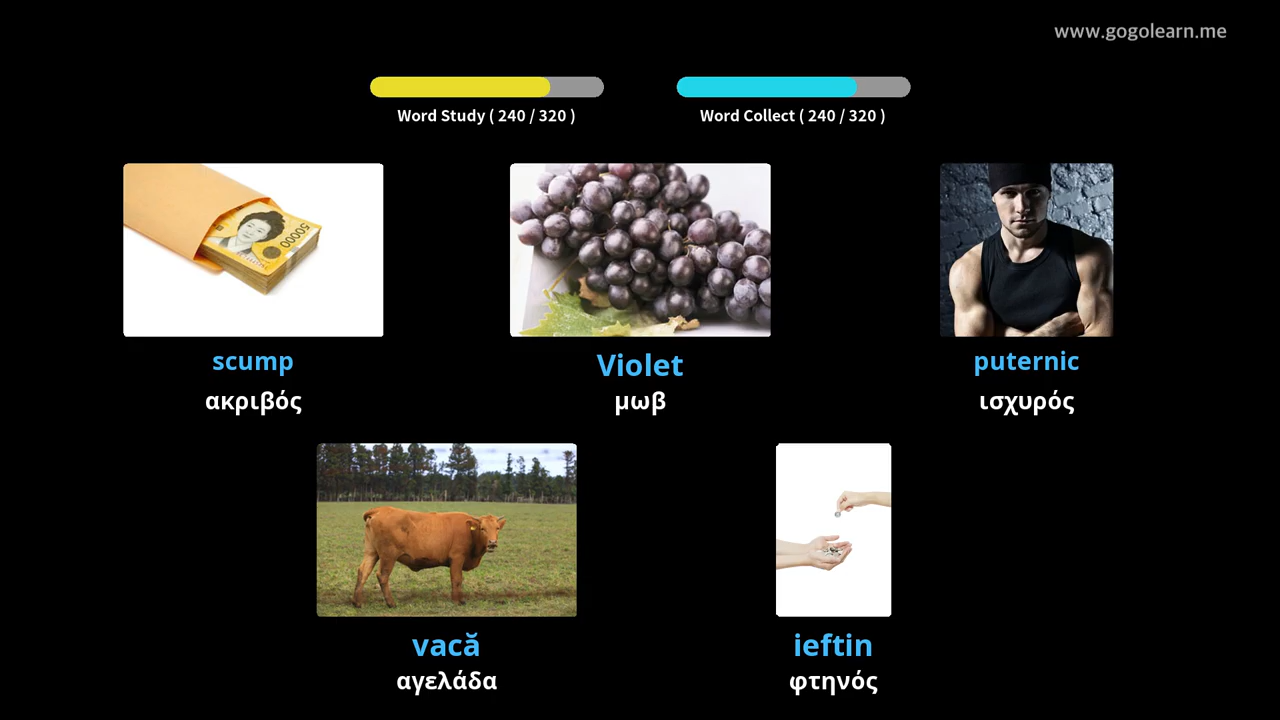 www.gogolearn.me
Word Study ( 240 / 320 )
Word Collect ( 240 / 320 )
50000
scump
Violet
puternic
ακριβός
μωβ
ισχυρός
vacă
ieftin
αγελάδα
φτηνός